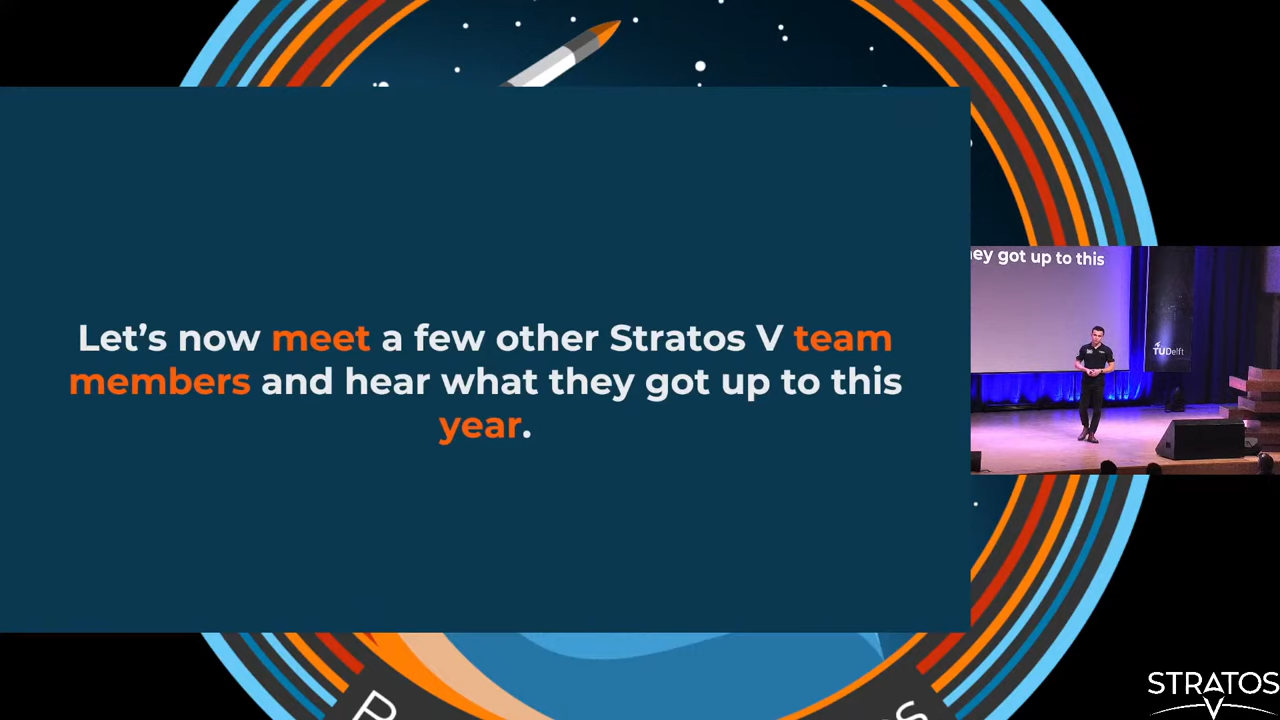 Let's now meet a few other Stratos V team
members and hear what they got up to this
year.
ey got up to this
TUDelft
STRATOS